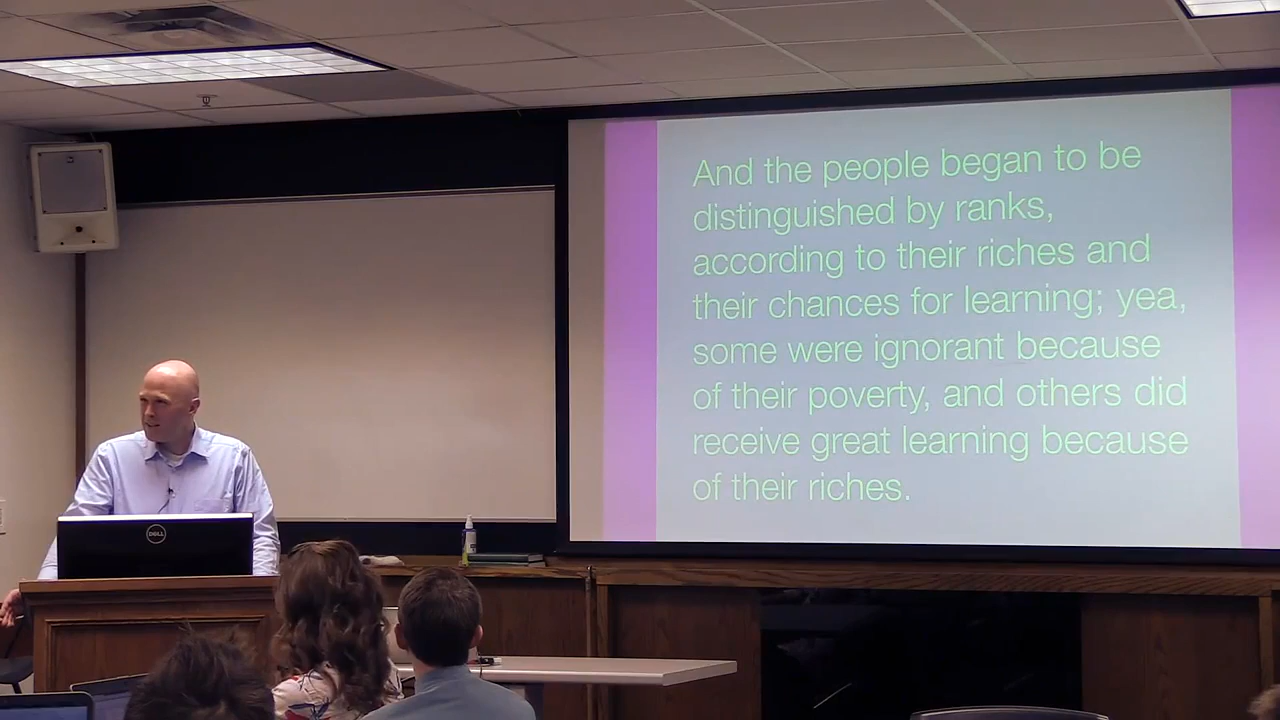 And the people began to be
distinguished by ranks,
according to their riches and
their chances for learning; yea,
some were ignorant because
of their poverty, and others did
receive great learning because
of their riches.
DELL